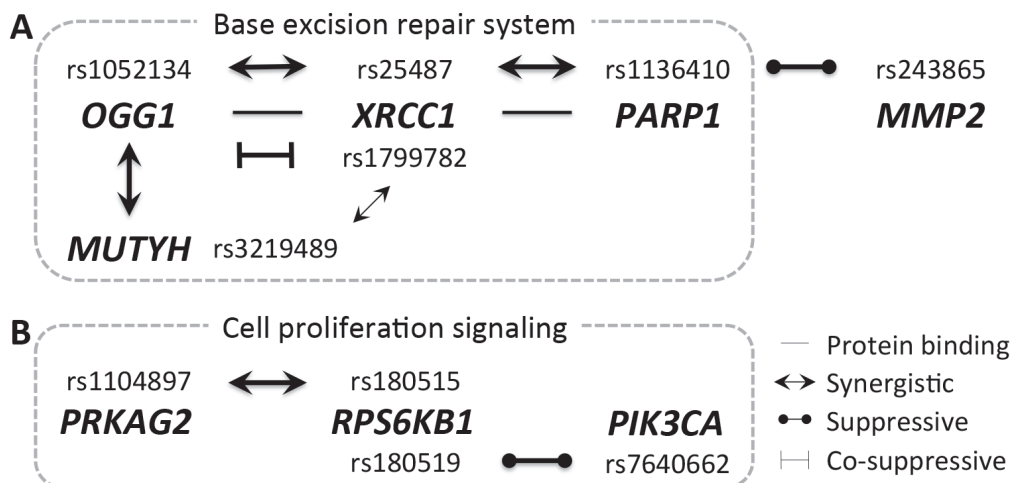 A
Base excision repair system
rs1052134 rs25487 rs1136410 rs243865
OGG1 XRCC1 PARP1 MMP2
rs1799782
MUTYH rs3219489
B
Cell proliferation signaling
rs1104897 rs180515
PRKAG2 RPS6KB1 PIK3CA
rs180519 rs7640662
Protein binding
Synergistic
Suppressive
Co-suppressive